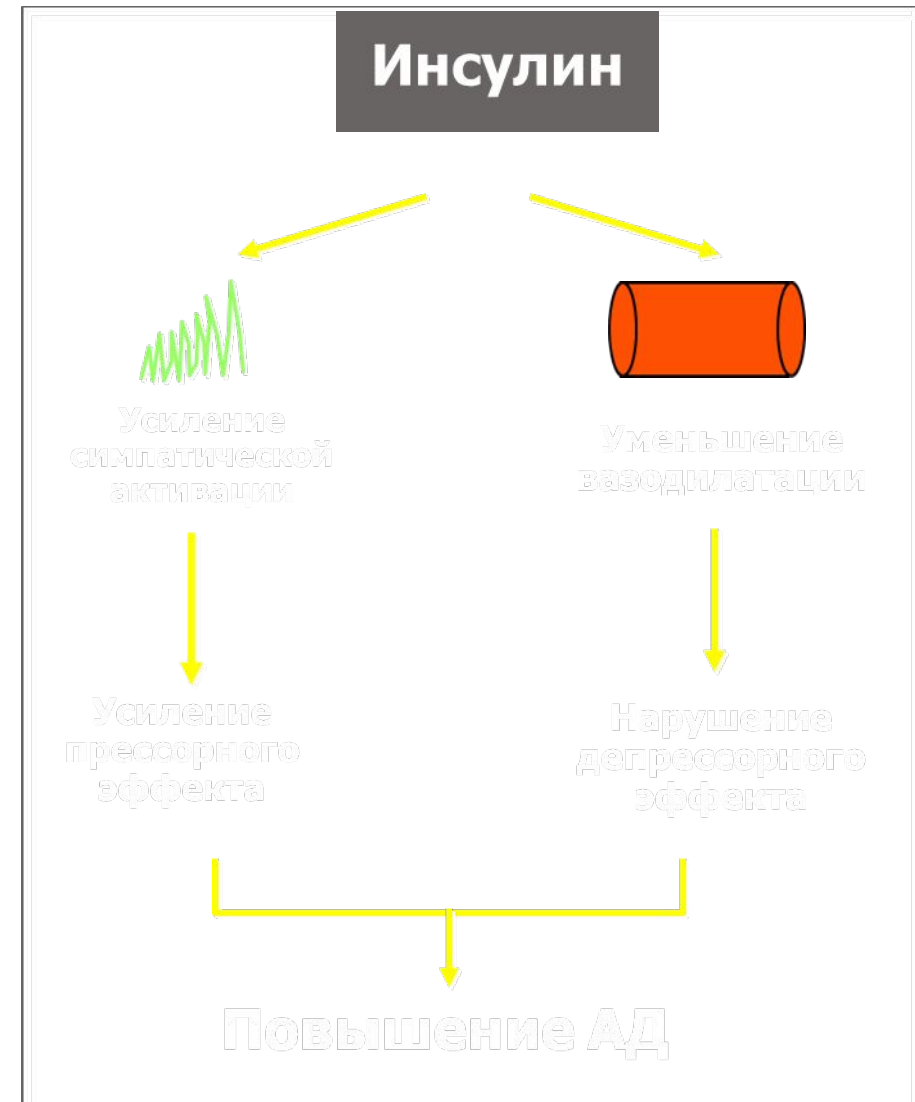 Инсулин
Усиление
симпатической
активации
Уменьшение
вазодилатации
Усиление
прессорного
эффекта
Нарушение
депрессорного
эффекта
Повышение АД